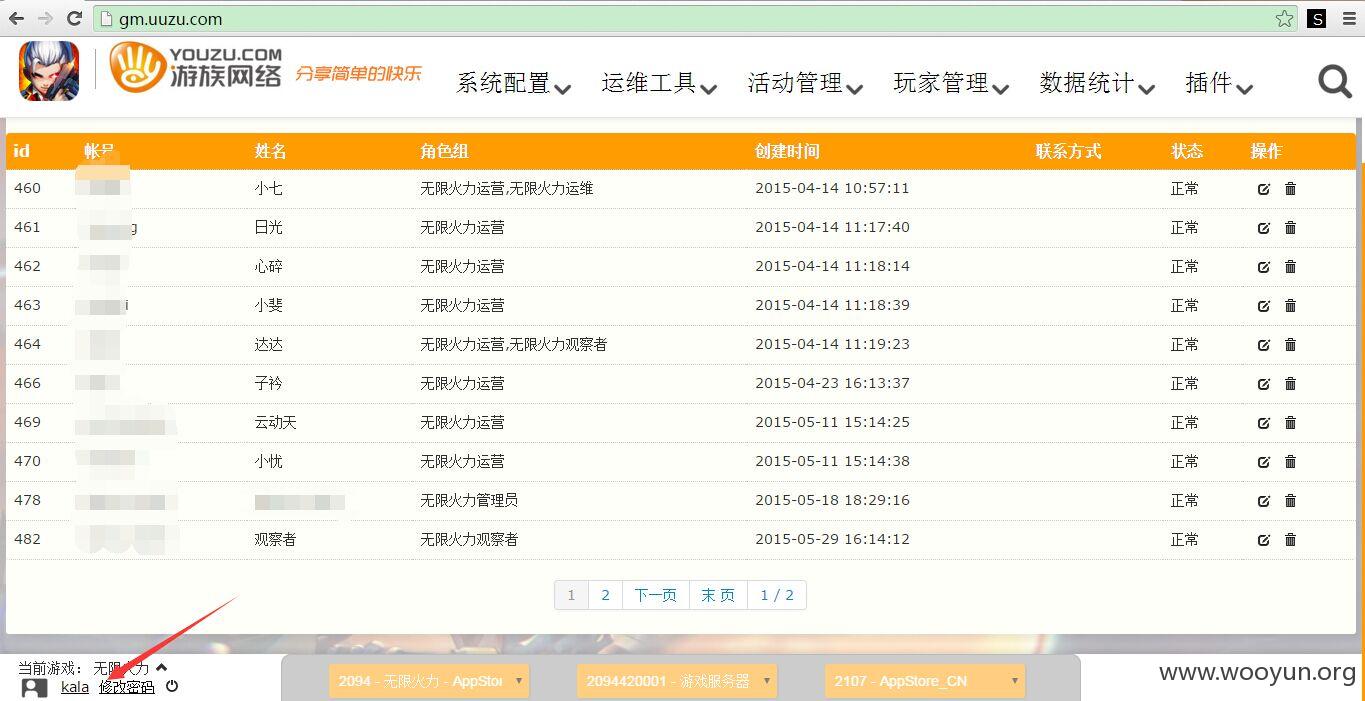 gm.uuzu.com
YOUZU.COM
游族网络
分享简单的快乐
系统配置 运维工具 活动管理 玩家管理 数据统计 插件
id 帐号 姓名 角色组 创建时间 联系方式 状态 操作
460 小七 无限火力运营,无限火力运维 2015-04-14 10:57:11 正常
461 g 日光 无限火力运营 2015-04-14 11:17:40 正常
462 心碎 无限火力运营 2015-04-14 11:18:14 正常
463 i 小斐 无限火力运营 2015-04-14 11:18:39 正常
464 达达 无限火力运营,无限火力观察者 2015-04-14 11:19:23 正常
466 子衿 无限火力运营 2015-04-23 16:13:37 正常
469 云动天 无限火力运营 2015-05-11 15:14:25 正常
470 小忧 无限火力运营 2015-05-11 15:14:38 正常
478 无限火力管理员 2015-05-18 18:29:16 正常
482 观察者 无限火力观察者 2015-05-29 16:14:12 正常
1 2 下一页 末 页 1 / 2
当前游戏: 无限火力
kala 修改密码
2094 - 无限火力 - AppStor 2094420001 - 游戏服务器 2107 - AppStore_CN
www.wooyun.org